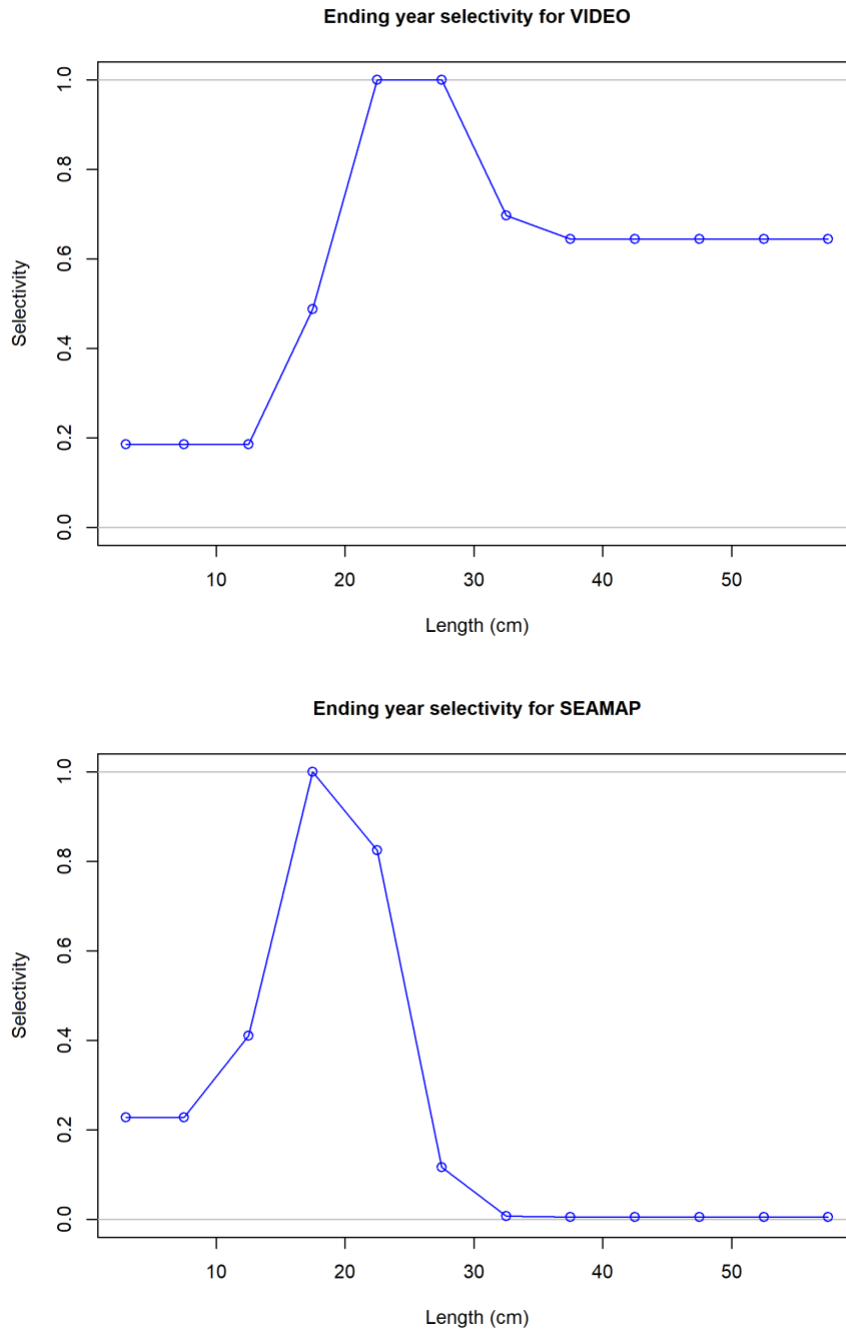 Ending year selectivity for VIDEO
1.0
0.8
0.6
0.4
0.2
0.0
Selectivity
10 20 30 40 50
Length (cm)
Ending year selectivity for SEAMAP
1.0
0.8
0.6
0.4
0.2
0.0
Selectivity
10 20 30 40 50
Length (cm)